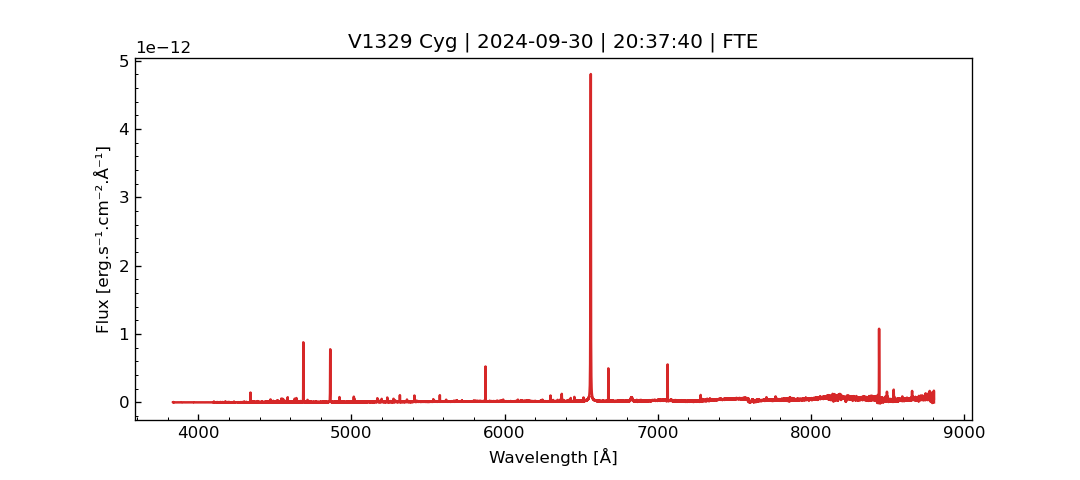 V1329 Cyg | 2024-09-30 | 20:37:40 | FTE
1e−12
5
4
3
2
1
0
Flux [erg.s⁻¹.cm⁻².Å⁻¹]
4000 5000 6000 7000 8000 9000
Wavelength [Å]